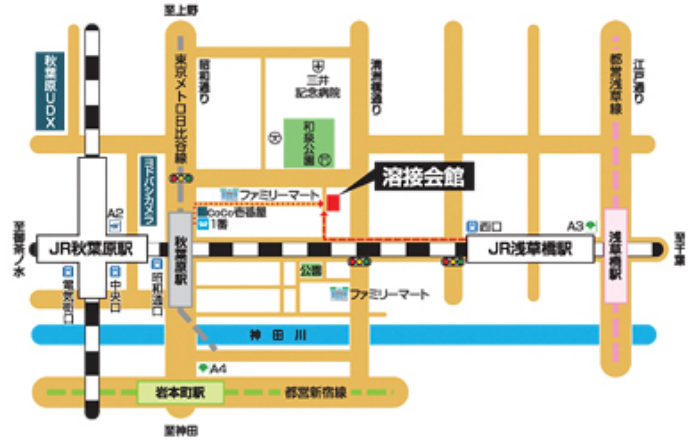 至上野
秋葉原UDX
東京メトロ日比谷線
昭和通り
三井
記念病院
清洲橋通り
都営浅草線
江戸通り
和泉公園
ヨドバシカメラ
ファミリーマート
溶接会館
CoCo壱番屋
1番
A2
西口
A3
至御茶ノ水
JR秋葉原駅
秋葉原駅
JR浅草橋駅
浅草橋駅
至千葉
電気街口
中央口
昭和通口
公園
ファミリーマート
神田川
A4
岩本町駅
都営新宿線
至神田